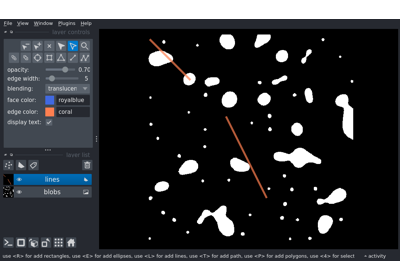 File View Window Plugins Help
layer controls
opacity: 0.70
edge width: 5
blending: translucen
face color: royalblue
edge color: coral
display text:
layer list
lines
blobs
use <R> for add rectangles, use <E> for add ellipses, use <L> for add lines, use <T> for add path, use <P> for add polygons, use <4> for select
activity